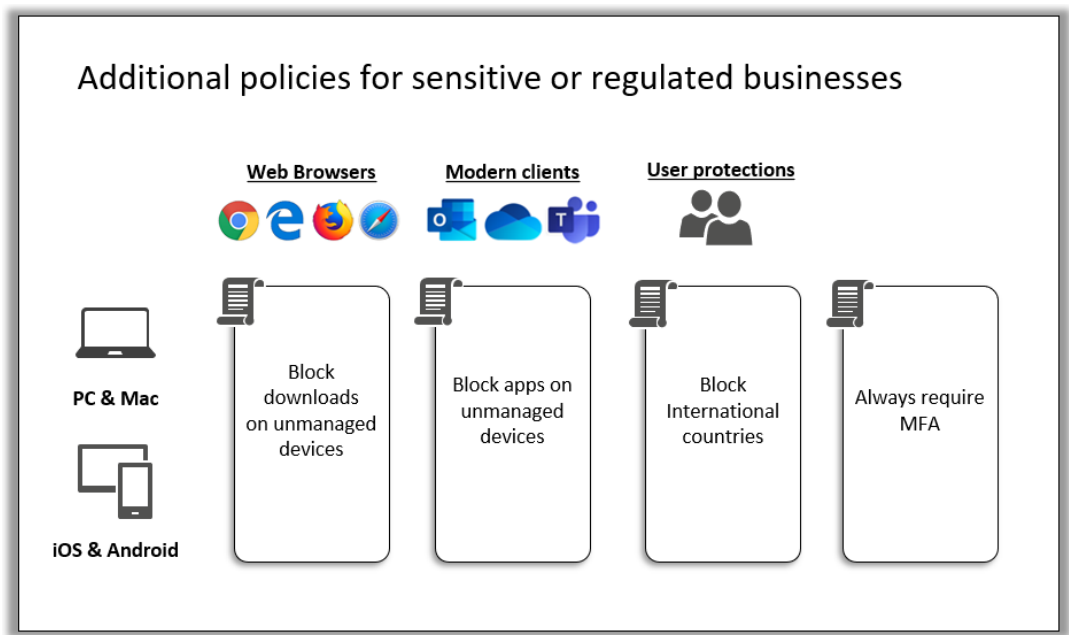 Additional policies for sensitive or regulated businesses
Web Browsers
Modern clients
User protections
O
T
PC & Mac
iOS & Android
Block
downloads
on unmanaged
devices
Block apps on
unmanaged
devices
Block
International
countries
Always require
MFA